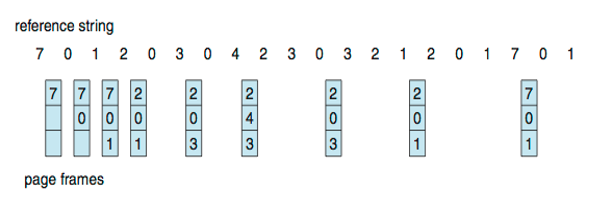 reference string
7 0 1 2 0 3 0 4 2 3 0 3 2 1 2 0 1 7 0 1
7 7 7 2 2 2 2 2 7
0 0 0 0 4 0 0 0
1 1 3 3 3 1 1
page frames